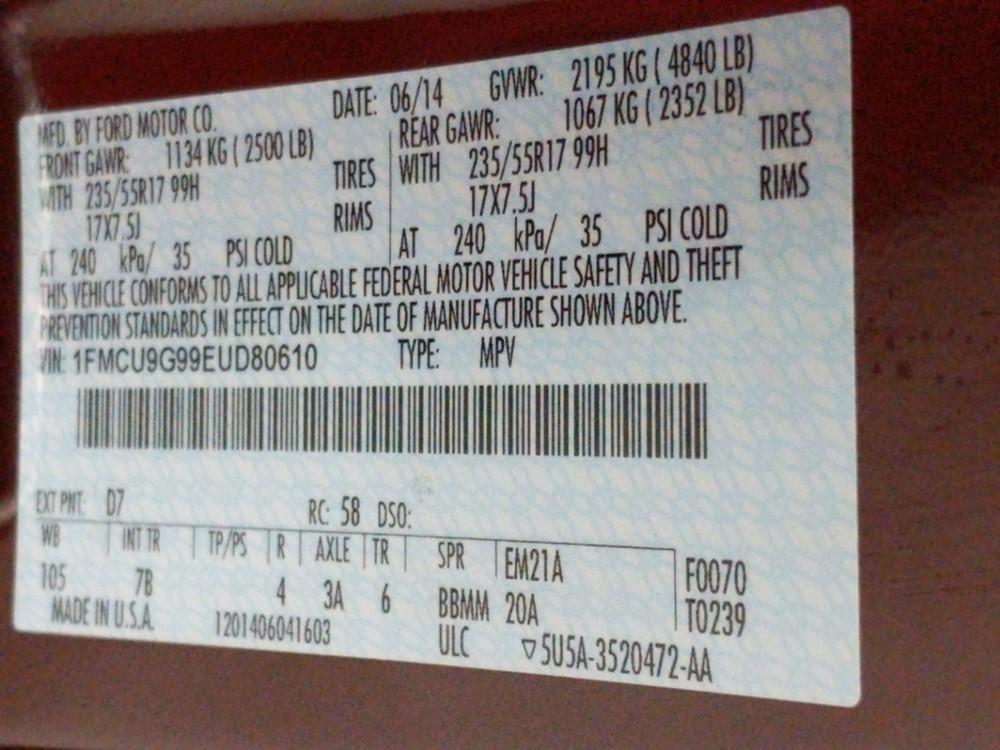 MFD. BY FORD MOTOR CO. DATE: 06/14 GVWR: 2195 KG ( 4840 LB)
FRONT GAWR: 1134 KG ( 2500 LB) REAR GAWR: 1067 KG ( 2352 LB)
WITH 235/55R17 99H TIRES WITH 235/55R17 99H TIRES
17X7.5J RIMS 17X7.5J RIMS
AT 240 kPa/ 35 PSI COLD AT 240 kPa/ 35 PSI COLD
THIS VEHICLE CONFORMS TO ALL APPLICABLE FEDERAL MOTOR VEHICLE SAFETY AND THEFT
PREVENTION STANDARDS IN EFFECT ON THE DATE OF MANUFACTURE SHOWN ABOVE.
VIN: 1FMCU9G99EUD80610 TYPE: MPV
EXT PNT: D7 RC: 58 DSO:
WB INT TR TP/PS R AXLE TR SPR EM21A F0070
105 7B 4 3A 6 BBMM 20A T0239
MADE IN U.S.A. 1201406041603 ULC ▽5U5A-3520472-AA